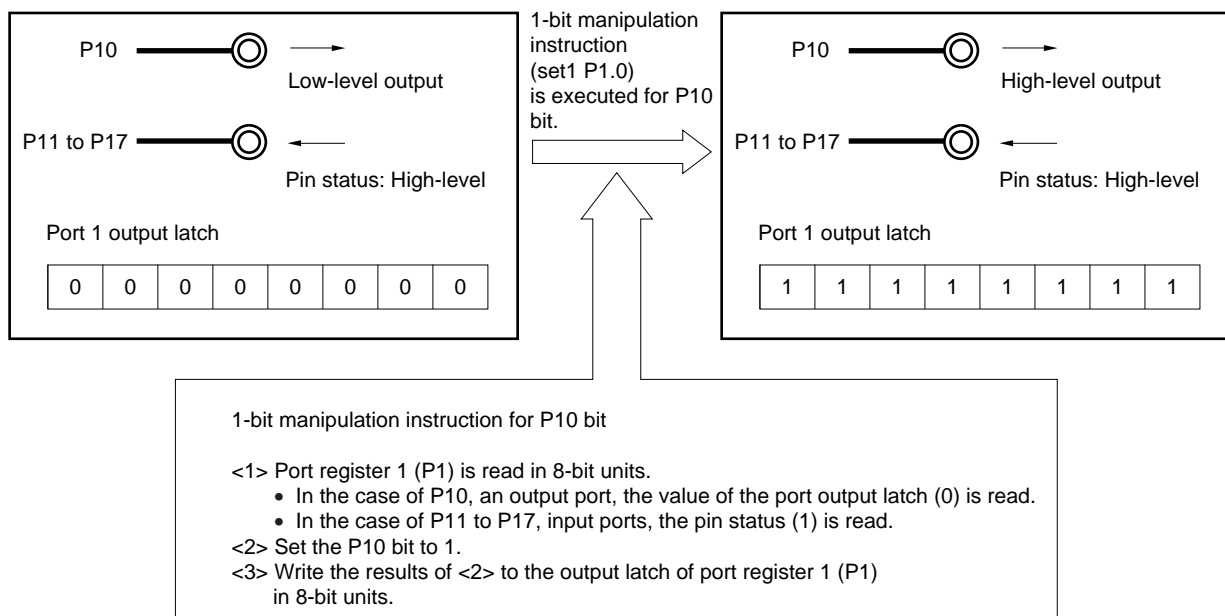 P10
Low-level output
P11 to P17
Pin status: High-level
Port 1 output latch
0 0 0 0 0 0 0 0
1-bit manipulation
instruction
(set1 P1.0)
is executed for P10
bit.
P10
High-level output
P11 to P17
Pin status: High-level
Port 1 output latch
1 1 1 1 1 1 1 1
1-bit manipulation instruction for P10 bit
<1> Port register 1 (P1) is read in 8-bit units.
• In the case of P10, an output port, the value of the port output latch (0) is read.
• In the case of P11 to P17, input ports, the pin status (1) is read.
<2> Set the P10 bit to 1.
<3> Write the results of <2> to the output latch of port register 1 (P1)
in 8-bit units.